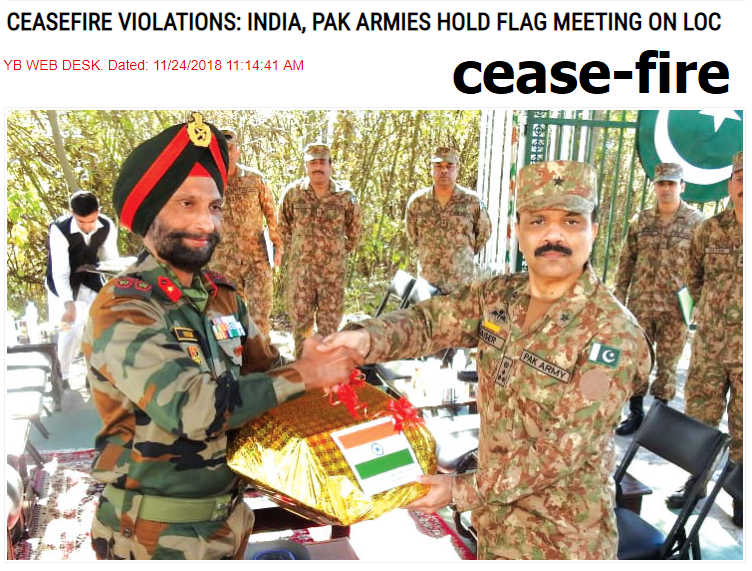 CEASEFIRE VIOLATIONS: INDIA, PAK ARMIES HOLD FLAG MEETING ON LOC
YB WEB DESK. Dated: 11/24/2018 11:14:41 AM
cease-fire
PAK ARMY